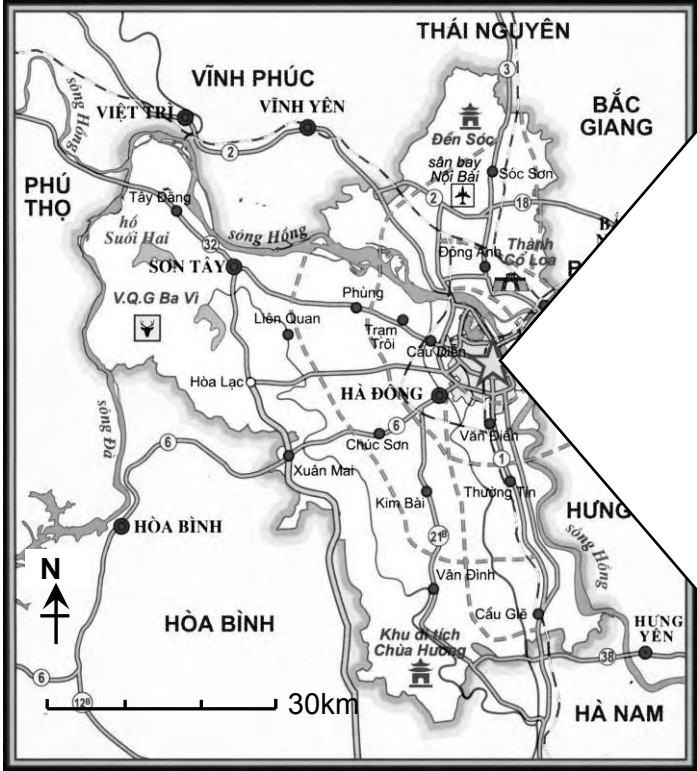 THÁI NGUYÊN
3
VĨNH PHÚC
sông Hồng
VIỆT TRÌ
VĨNH YÊN
BẮC
GIANG
sông Hồng
2
Đền Sóc
sân bay
Nội Bài
Sóc Sơn
PHÚ
THỌ
Tây Đằng
2
18
hồ
Suối Hai
32
sông Hồng
Đông Anh
Thành
Cổ Loa
SƠN TÂY
V.Q.G Ba Vì
Phùng
Liên Quan
Trạm
Trôi
Cầu Diễn
Hòa Lạc
HÀ ĐÔNG
sông Đà
6
6
Chúc Sơn
Văn Điển
1
Xuân Mai
Kim Bài
Thường Tín
HƯNG
HÒA BÌNH
sông Hồng
21B
N
Vân Đình
HÒA BÌNH
Cầu Giẽ
HƯNG
YÊN
Khu di tích
Chùa Hương
38
6
12B
30km
HÀ NAM